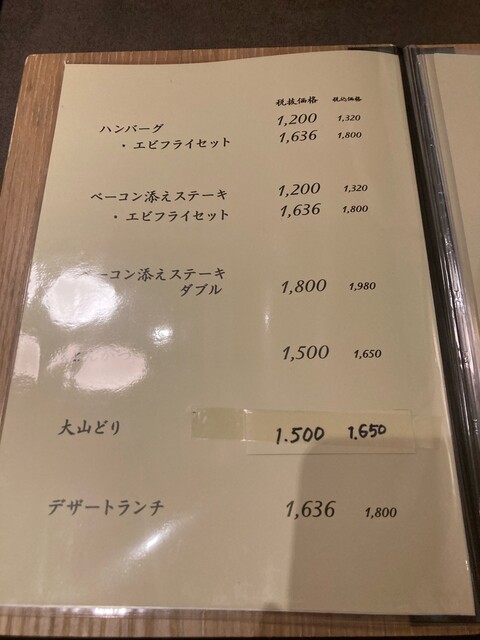 税抜価格 税込価格
ハンバーグ 1,200 1,320
・エビフライセット 1,636 1,800
ベーコン添えステーキ 1,200 1,320
・エビフライセット 1,636 1,800
ーコン添えステーキ
ダブル 1,800 1,980
1,500 1,650
大山どり 1.500 1.650
デザートランチ 1,636 1,800